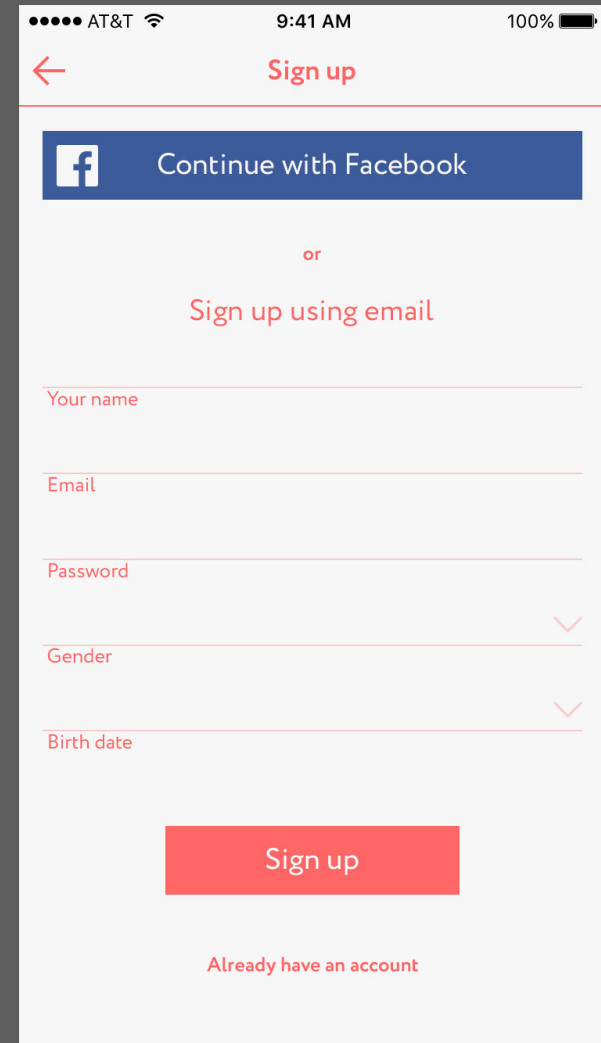 AT&T 9:41 AM 100%
Sign up
Continue with Facebook
or
Sign up using email
Your name
Email
Password
Gender
Birth date
Sign up
Already have an account